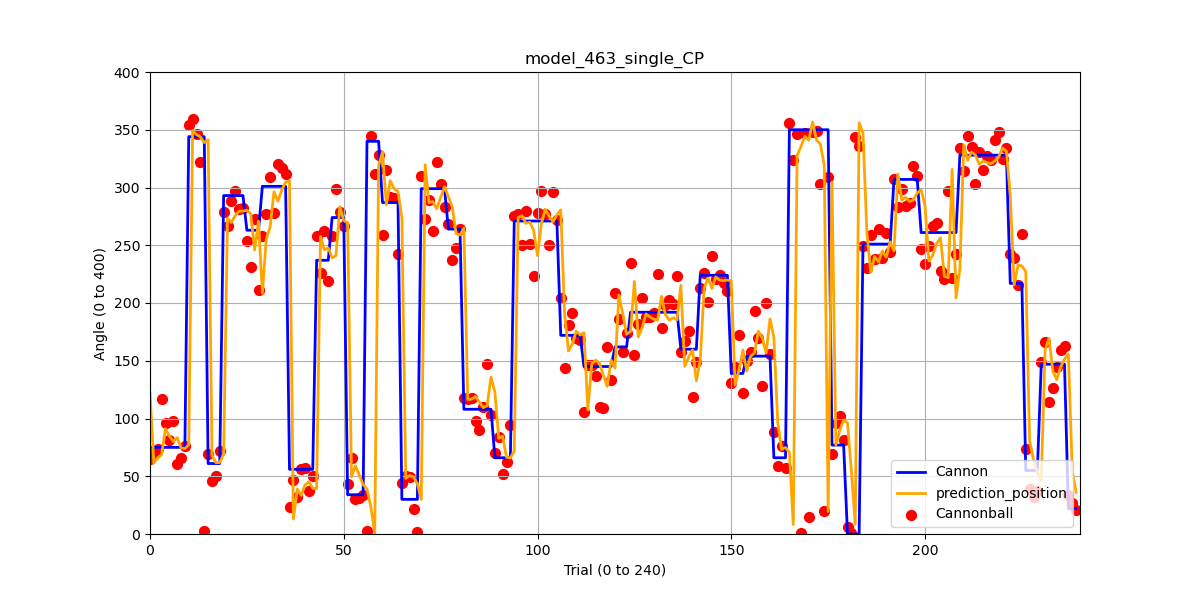 model_463_single_CP
400
350
300
250
200
150
100
50
0
Angle (0 to 400)
0 50 100 150 200
Trial (0 to 240)
Cannon
prediction_position
Cannonball